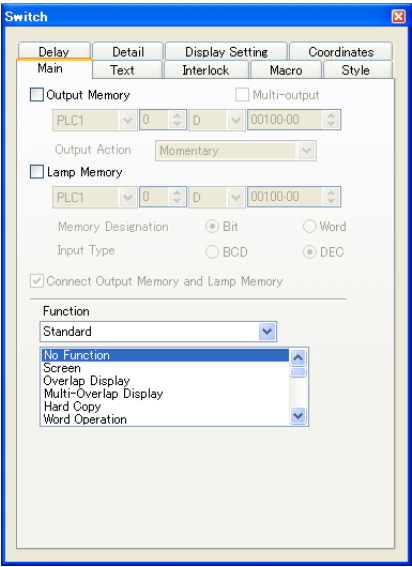 Switch
Delay Detail Display Setting Coordinates
Main Text Interlock Macro Style
Output Memory Multi-output
PLC1 0 D 00100-00
Output Action Momentary
Lamp Memory
PLC1 0 D 00100-00
Memory Designation Bit Word
Input Type BCD DEC
Connect Output Memory and Lamp Memory
Function
Standard
No Function
Screen
Overlap Display
Multi-Overlap Display
Hard Copy
Word Operation